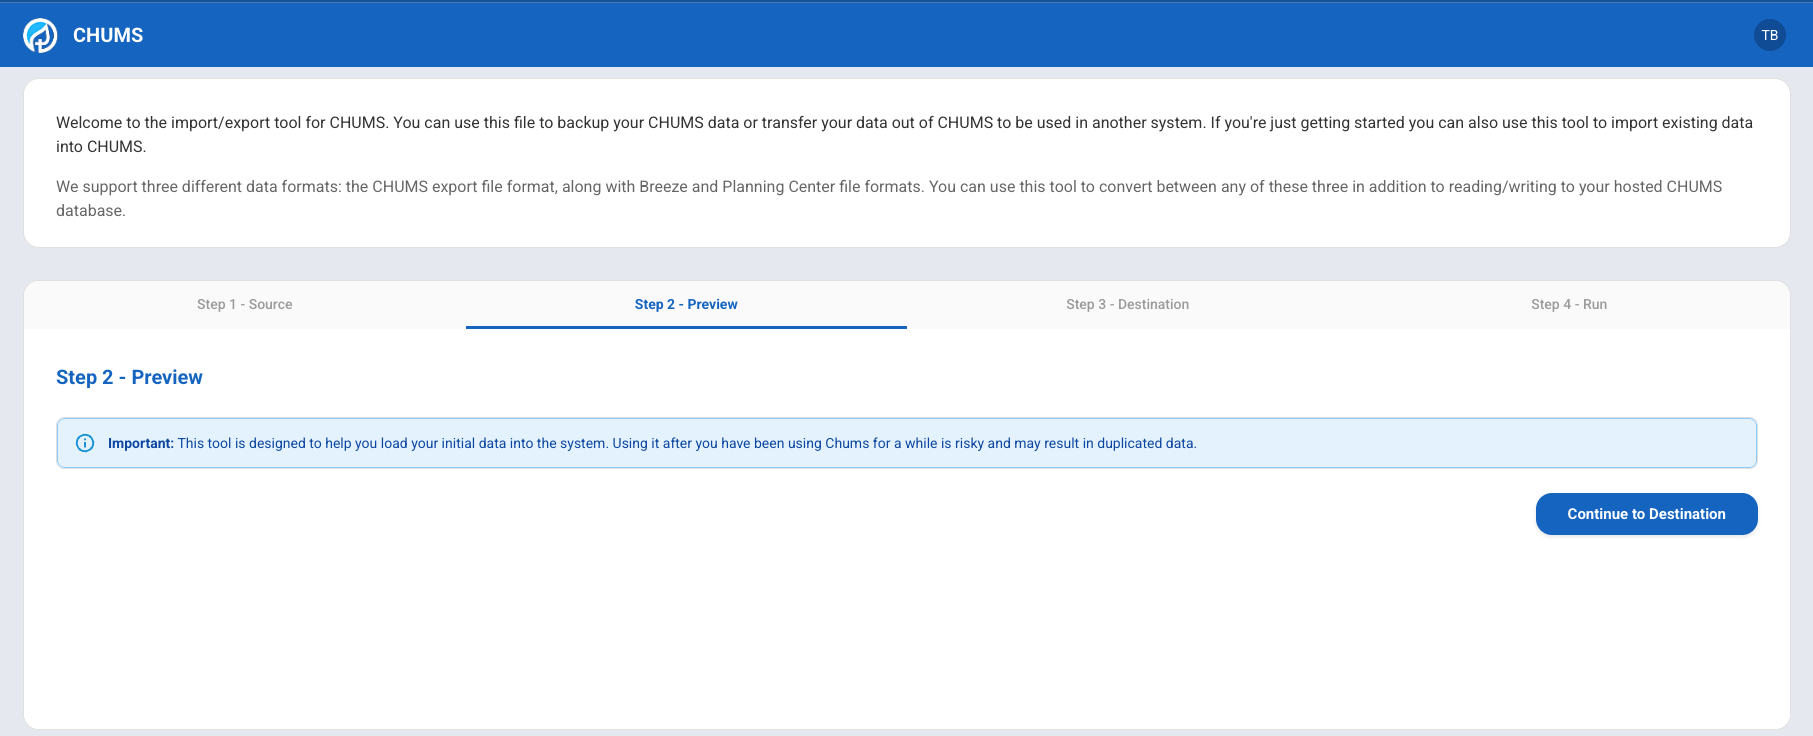 CHUMS
TB
Welcome to the import/export tool for CHUMS. You can use this file to backup your CHUMS data or transfer your data out of CHUMS to be used in another system. If you're just getting started you can also use this tool to import existing data
into CHUMS.
We support three different data formats: the CHUMS export file format, along with Breeze and Planning Center file formats. You can use this tool to convert between any of these three in addition to reading/writing to your hosted CHUMS
database.
Step 1 - Source
Step 2 - Preview
Step 3 - Destination
Step 4 - Run
Step 2 - Preview
Important: This tool is designed to help you load your initial data into the system. Using it after you have been using Chums for a while is risky and may result in duplicated data.
Continue to Destination